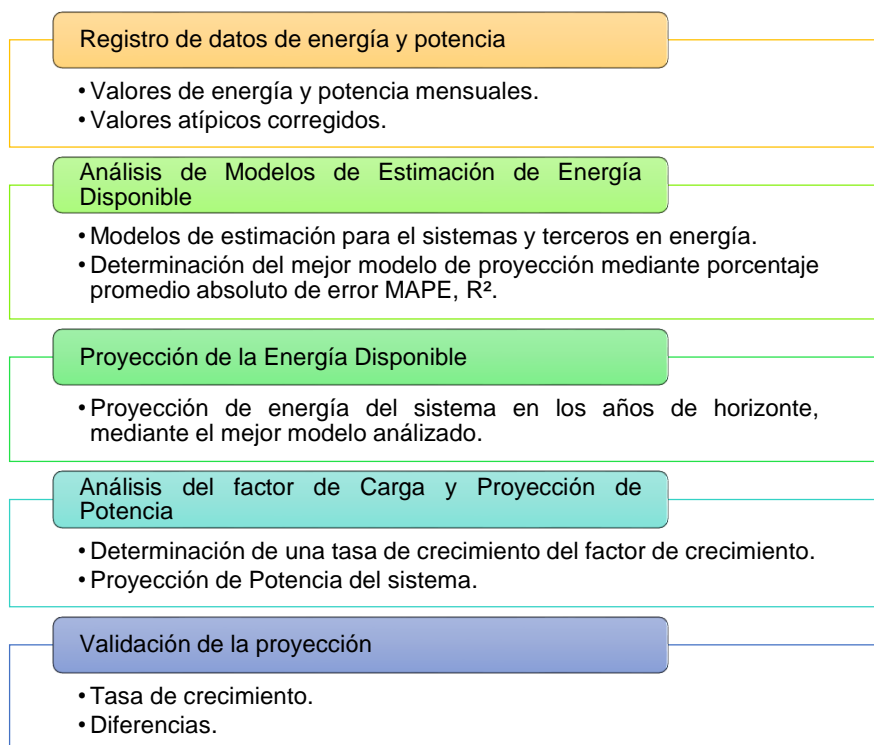 Registro de datos de energía y potencia
• Valores de energía y potencia mensuales.
• Valores atípicos corregidos.
Análisis de Modelos de Estimación de Energía
Disponible
• Modelos de estimación para el sistemas y terceros en energía.
• Determinación del mejor modelo de proyección mediante porcentaje
promedio absoluto de error MAPE, R².
Proyección de la Energía Disponible
• Proyección de energía del sistema en los años de horizonte,
mediante el mejor modelo análizado.
Análisis del factor de Carga y Proyección de
Potencia
• Determinación de una tasa de crecimiento del factor de crecimiento.
• Proyección de Potencia del sistema.
Validación de la proyección
• Tasa de crecimiento.
• Diferencias.